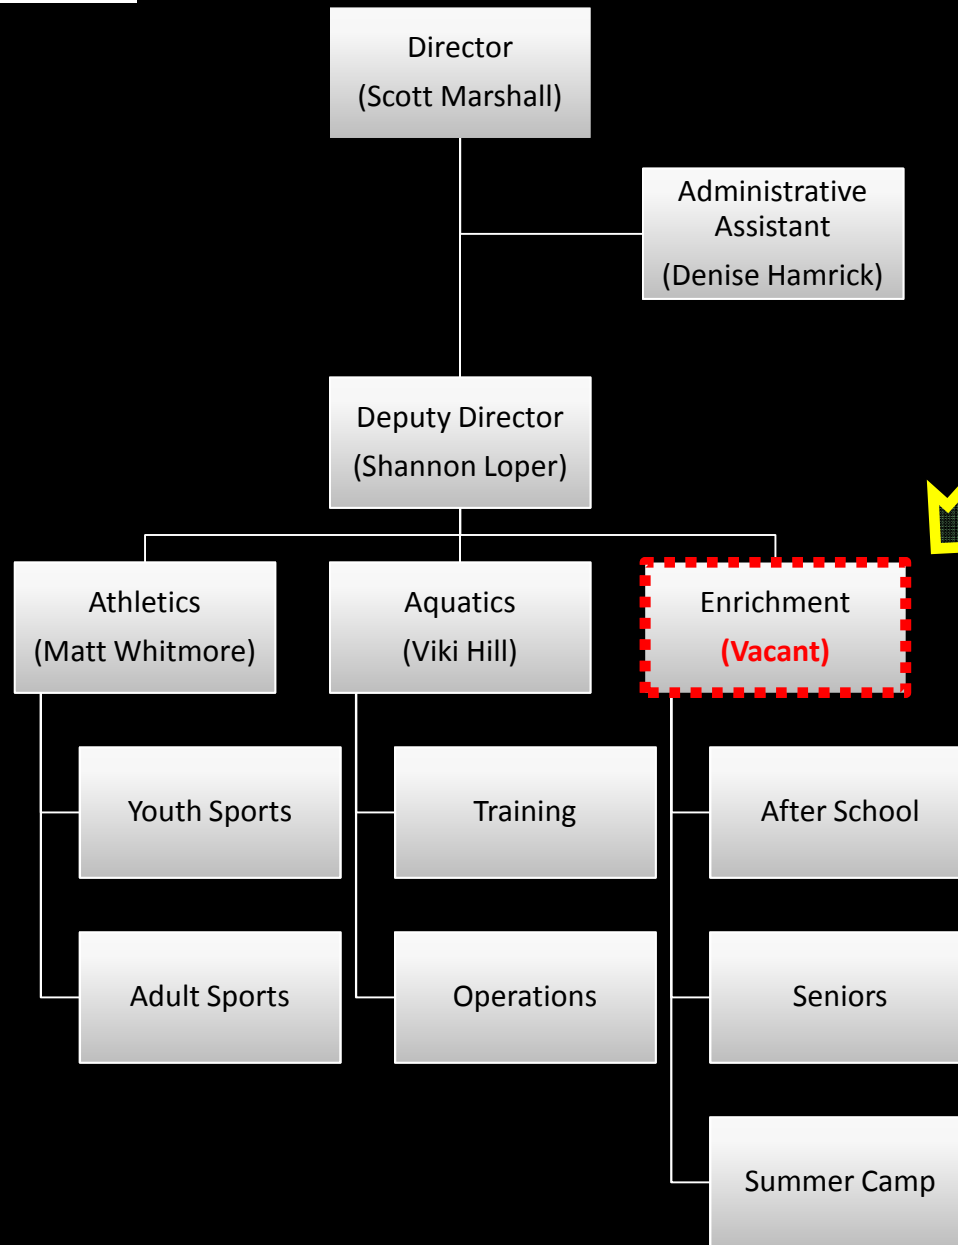 Director
(Scott Marshall)
Administrative
Assistant
(Denise Hamrick)
Deputy Director
(Shannon Loper)
Athletics
(Matt Whitmore)
Aquatics
(Viki Hill)
Enrichment
(Vacant)
Youth Sports
Training
After School
Adult Sports
Operations
Seniors
Summer Camp